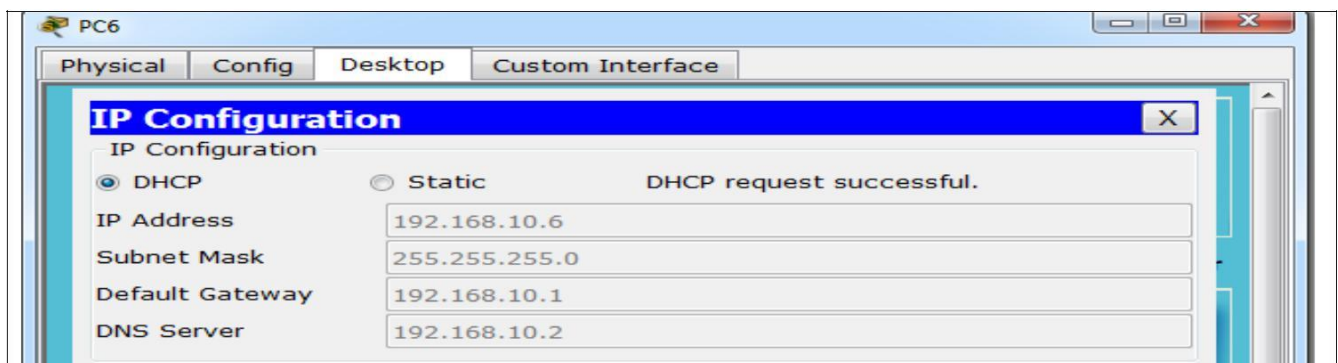 PC6
Physical Config Desktop Custom Interface
IP Configuration X
IP Configuration
DHCP Static DHCP request successful.
IP Address 192.168.10.6
Subnet Mask 255.255.255.0
Default Gateway 192.168.10.1
DNS Server 192.168.10.2